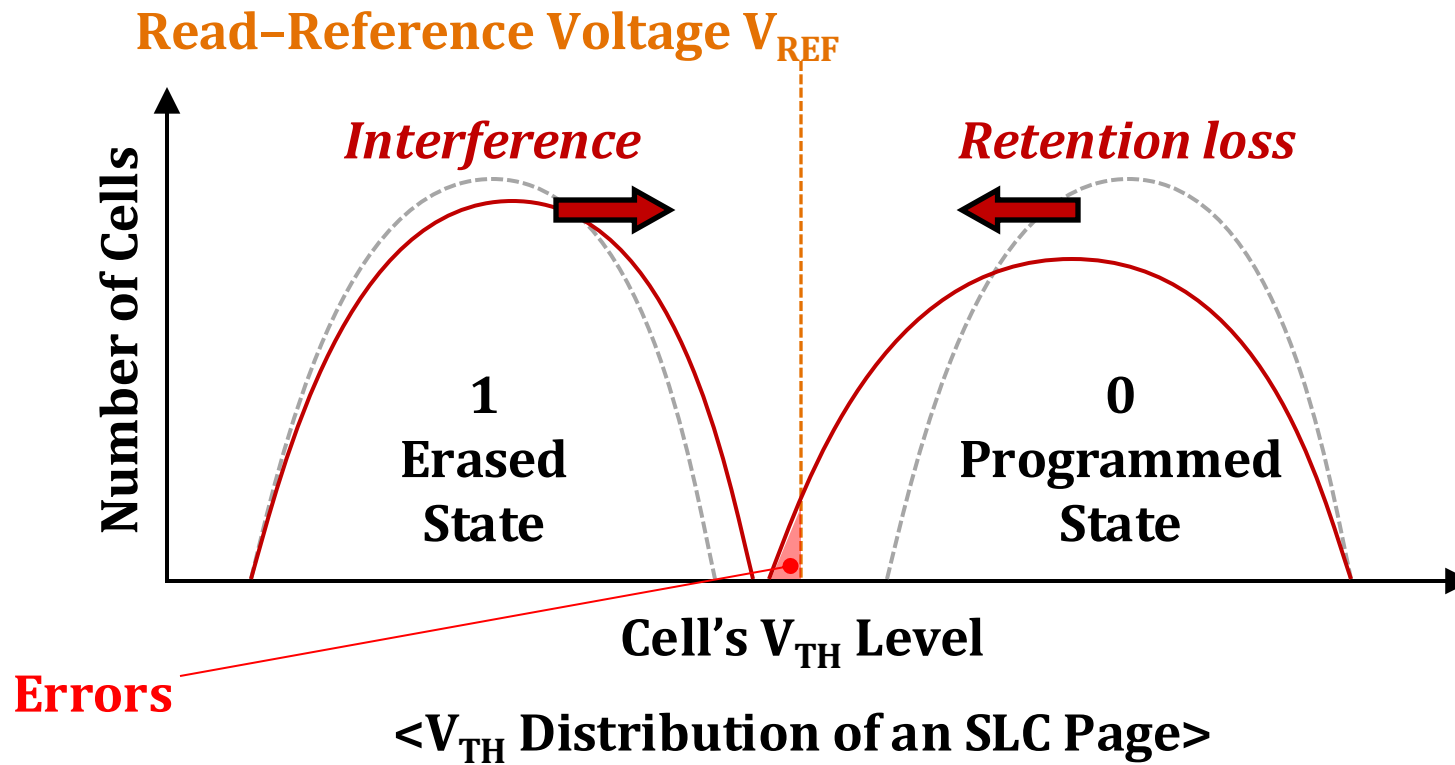 Read–Reference Voltage VREF
Interference
Retention loss
Number of Cells
1
Erased
State
0
Programmed
State
Cell’s VTH Level
Errors
<VTH Distribution of an SLC Page>